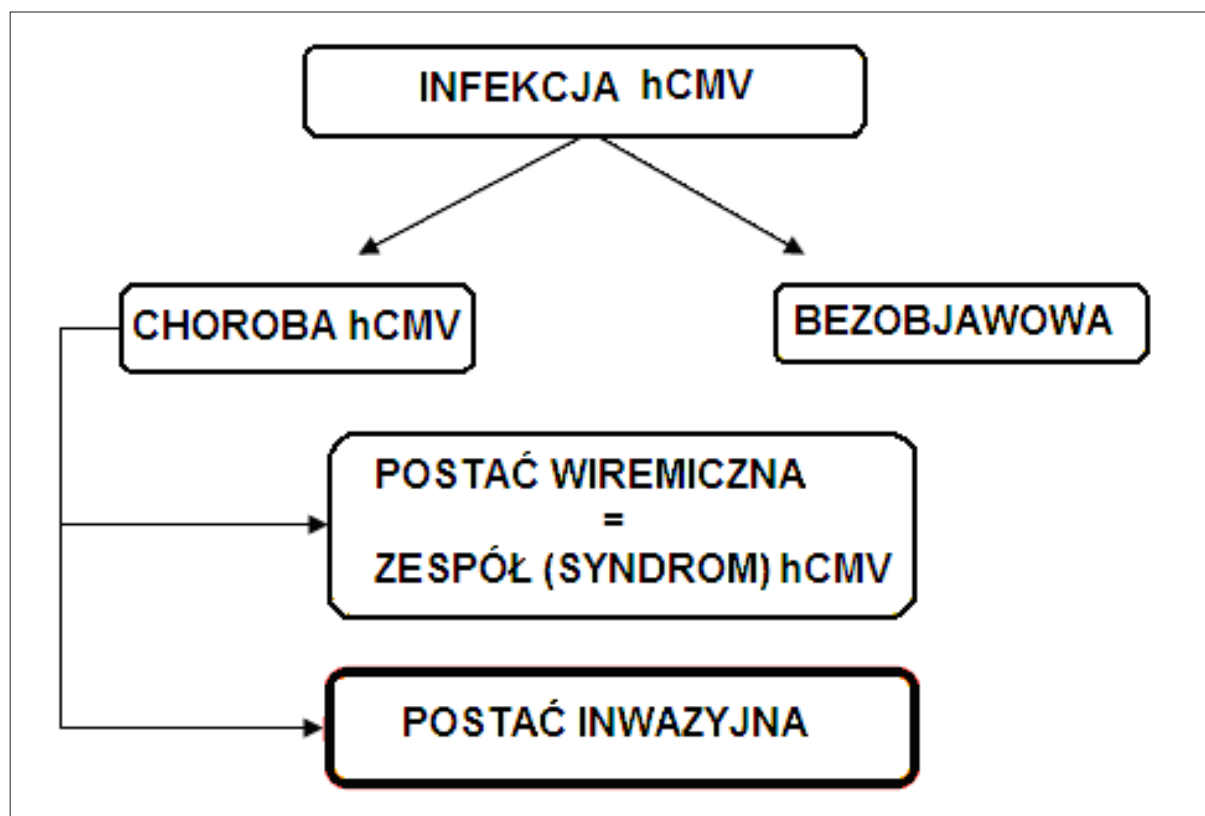 INFEKCJA hCMV
CHOROBA hCMV
BEZOBJAWOWA
POSTAĆ WIREMICZNA
=
ZESPÓŁ (SYNDROM) hCMV
POSTAĆ INWAZYJNA